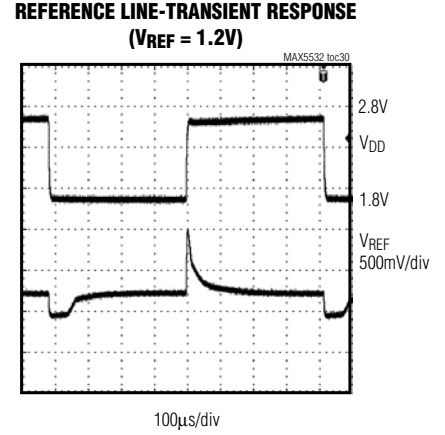 REFERENCE LINE-TRANSIENT RESPONSE
(VREF = 1.2V)
MAX5532 toc30
2.8V
VDD
1.8V
VREF
500mV/div
100μs/div